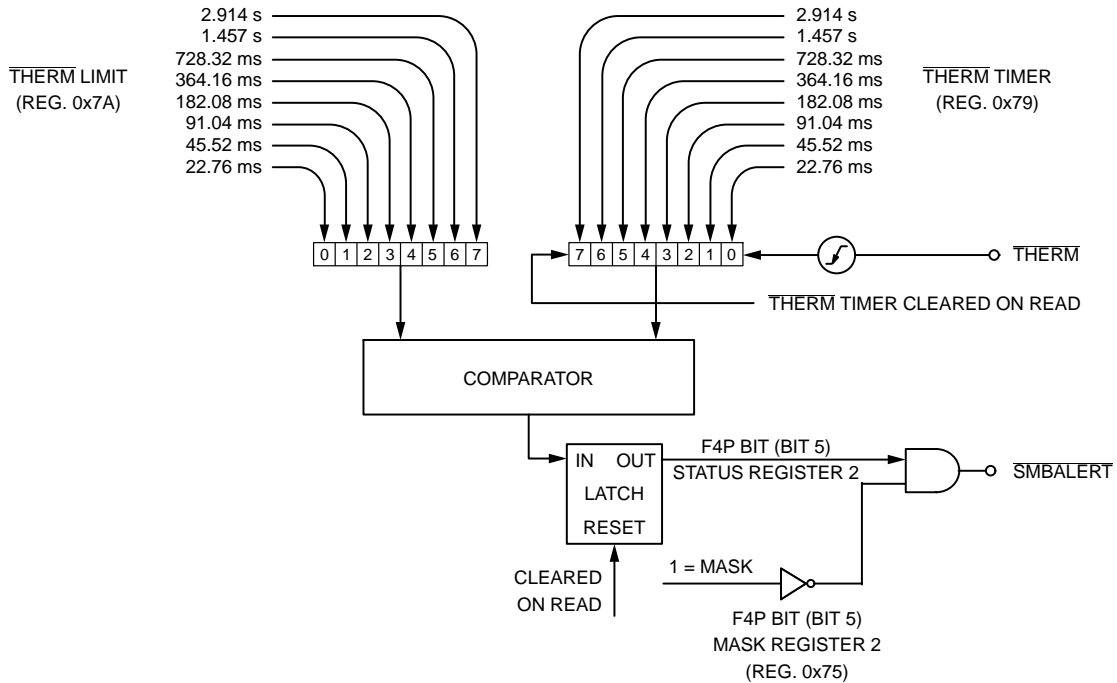 2.914 s
1.457 s
728.32 ms
364.16 ms
182.08 ms
91.04 ms
45.52 ms
22.76 ms
THERM LIMIT
(REG. 0x7A)
2.914 s
1.457 s
728.32 ms
364.16 ms
182.08 ms
91.04 ms
45.52 ms
22.76 ms
THERM TIMER
(REG. 0x79)
0 1 2 3 4 5 6 7
7 6 5 4 3 2 1 0
THERM
THERM TIMER CLEARED ON READ
COMPARATOR
IN OUT
LATCH
RESET
F4P BIT (BIT 5)
STATUS REGISTER 2
SMBALERT
CLEARED
ON READ
1 = MASK
F4P BIT (BIT 5)
MASK REGISTER 2
(REG. 0x75)